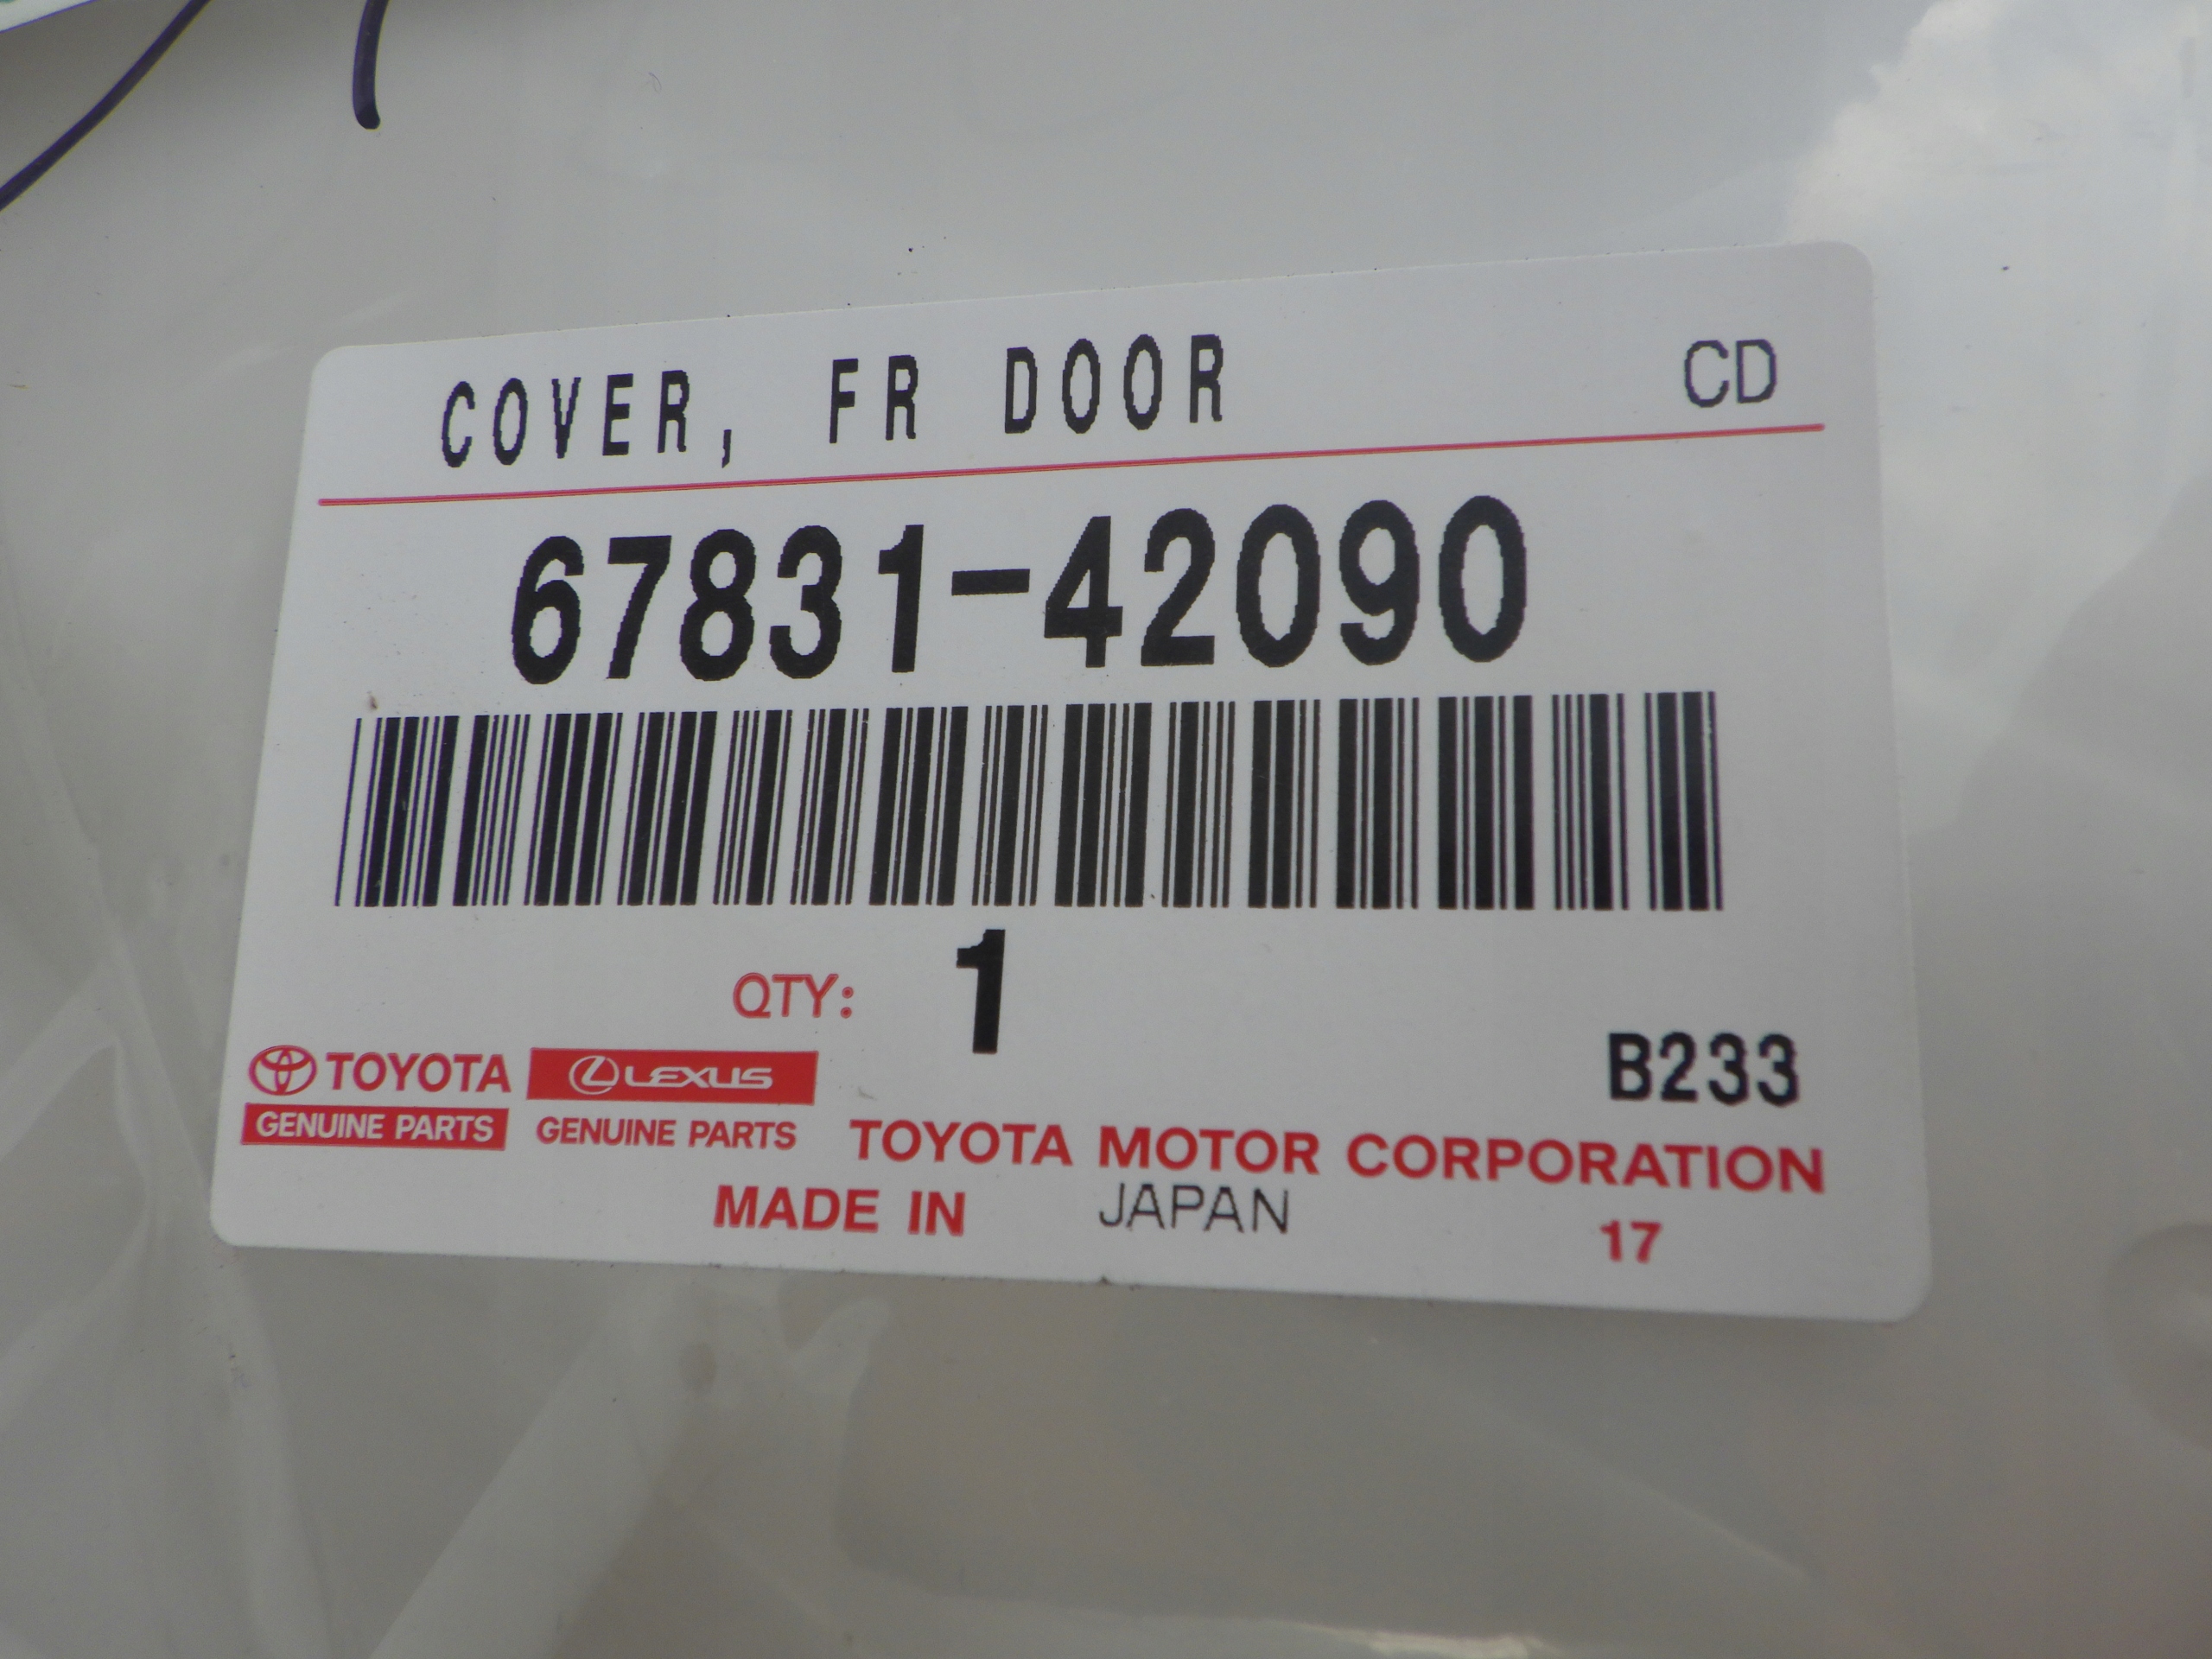 COVER, FR DOOR CD
67831-42090
QTY: 1
B233
TOYOTA LEXUS
GENUINE PARTS GENUINE PARTS TOYOTA MOTOR CORPORATION
MADE IN JAPAN 17